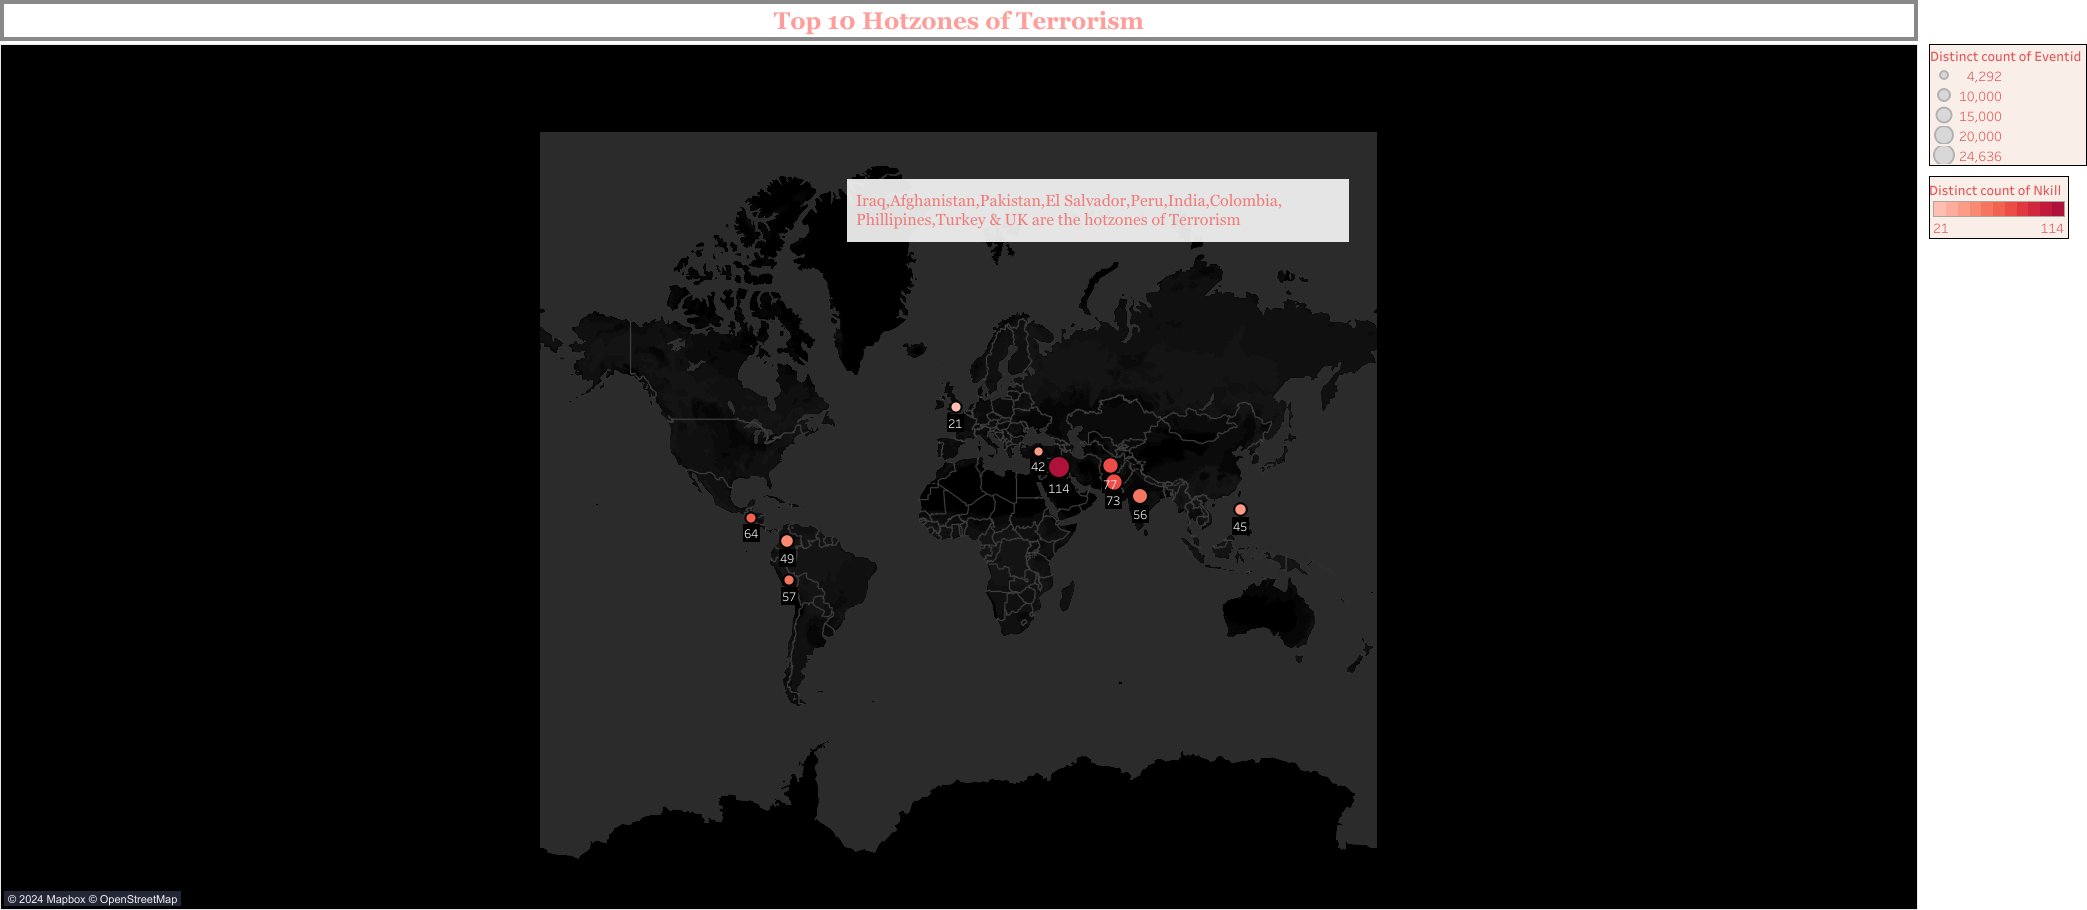 Top 10 Hotzones of Terrorism
Distinct count of Eventid
4,292
10,000
15,000
20,000
24,636
Distinct count of Nkill
21 114
Iraq,Afghanistan,Pakistan,El Salvador,Peru,India,Colombia,
Phillipines,Turkey & UK are the hotzones of Terrorism
21
42
114
77
73
56
45
64
49
57
© 2024 Mapbox © OpenStreetMap